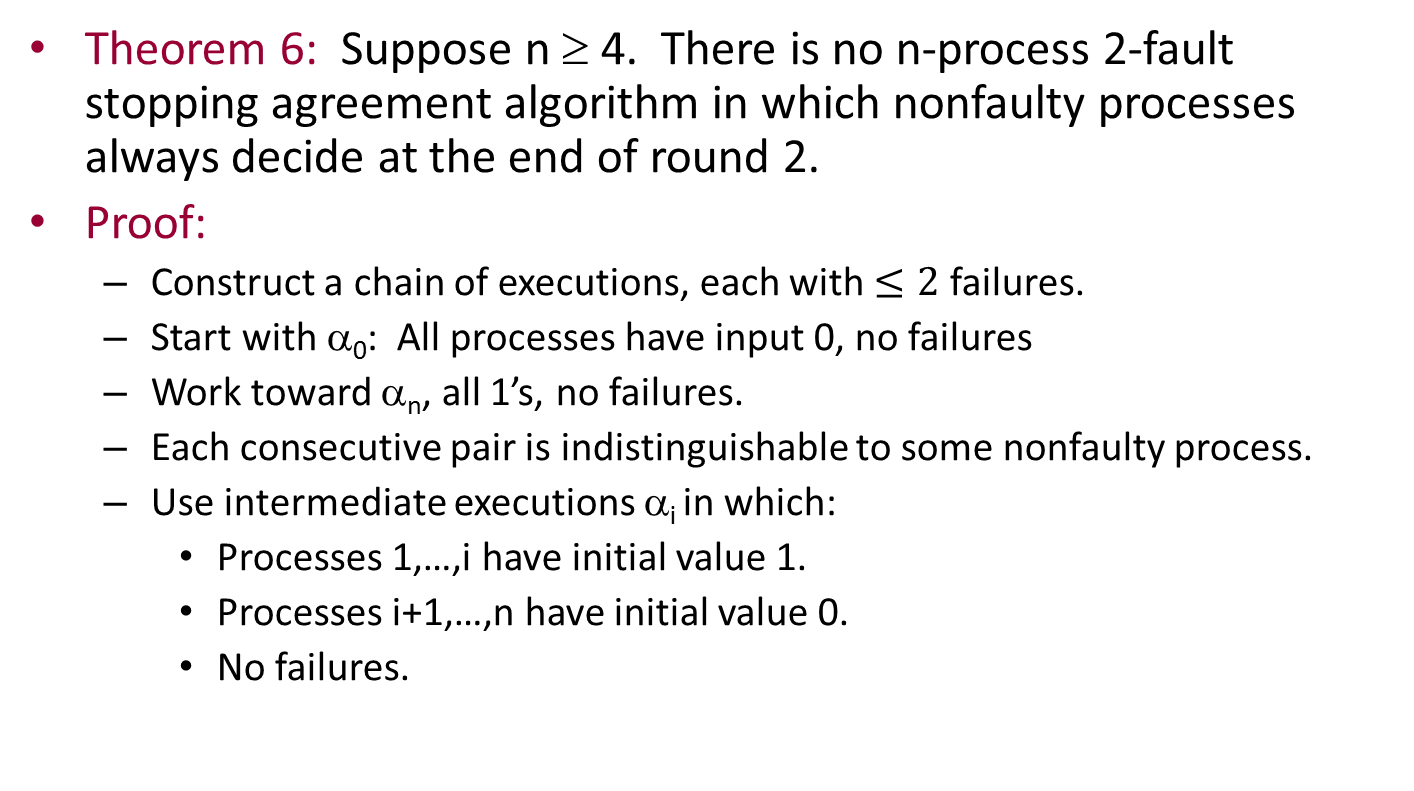 • Theorem 6: Suppose n ≥ 4. There is no n-process 2-fault
stopping agreement algorithm in which nonfaulty processes
always decide at the end of round 2.
• Proof:
– Construct a chain of executions, each with ≤ 2 failures.
– Start with α₀: All processes have input 0, no failures
– Work toward αₙ, all 1’s, no failures.
– Each consecutive pair is indistinguishable to some nonfaulty process.
– Use intermediate executions αᵢ in which:
• Processes 1,…,i have initial value 1.
• Processes i+1,…,n have initial value 0.
• No failures.